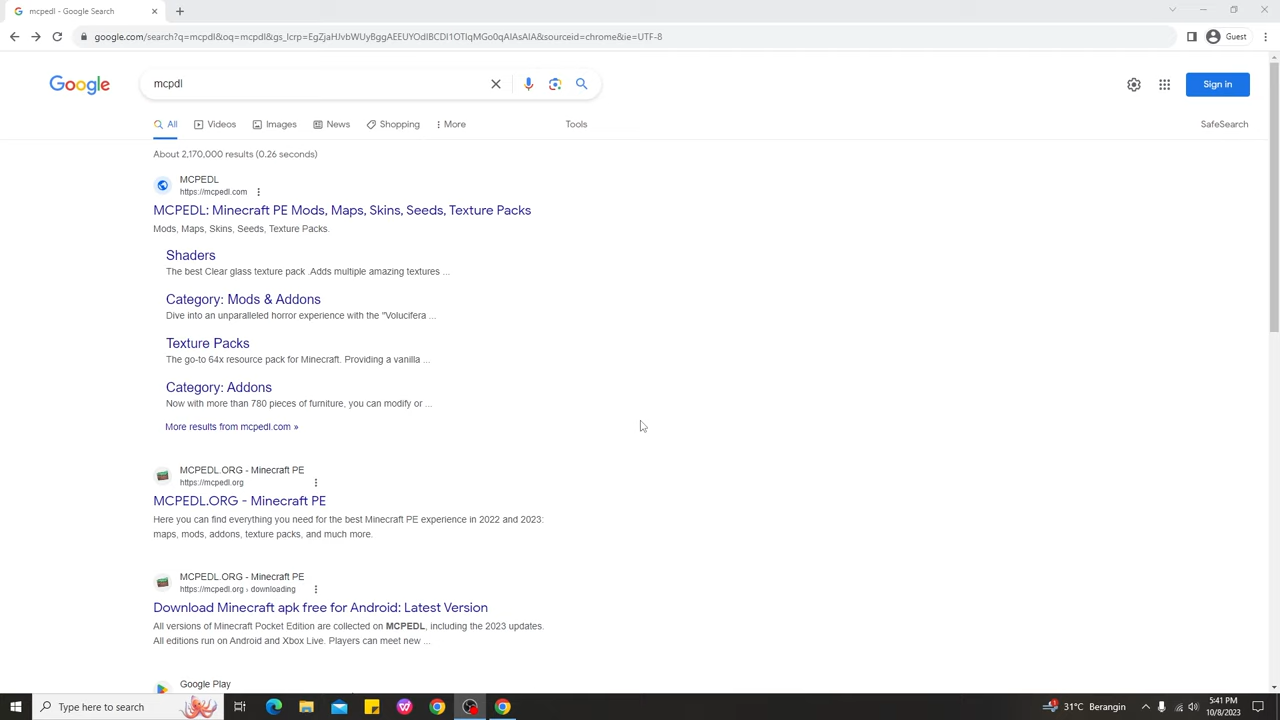 mcpedl - Google Search
google.com/search?q=mcpdl&oq=mcpedl&gs_lcrp=EgZjaHJvbWUyBggAEEUYOdIBCDI1OTlqMGo0qAIAsAIA&sourceid=chrome&ie=UTF-8
Guest
Google
mcpdl
Sign in
All
Videos
Images
News
Shopping
More
Tools
SafeSearch
About 2,170,000 results (0.26 seconds)
MCPEDL
https://mcpedl.com
MCPEDL: Minecraft PE Mods, Maps, Skins, Seeds, Texture Packs
Mods, Maps, Skins, Seeds, Texture Packs.
Shaders
The best Clear glass texture pack .Adds multiple amazing textures ...
Category: Mods & Addons
Dive into an unparalleled horror experience with the "Volucifera ...
Texture Packs
The go-to 64x resource pack for Minecraft. Providing a vanilla ...
Category: Addons
Now with more than 780 pieces of furniture, you can modify or ...
More results from mcpedl.com »
MCPEDL.ORG - Minecraft PE
https://mcpedl.org
MCPEDL.ORG - Minecraft PE
Here you can find everything you need for the best Minecraft PE experience in 2022 and 2023:
maps, mods, addons, texture packs, and much more.
MCPEDL.ORG - Minecraft PE
https://mcpedl.org › downloading
Download Minecraft apk free for Android: Latest Version
All versions of Minecraft Pocket Edition are collected on MCPEDL, including the 2023 updates.
All editions run on Android and Xbox Live. Players can meet new ...
Google Play
Type here to search
31°C Berangin
5:41 PM
10/8/2023